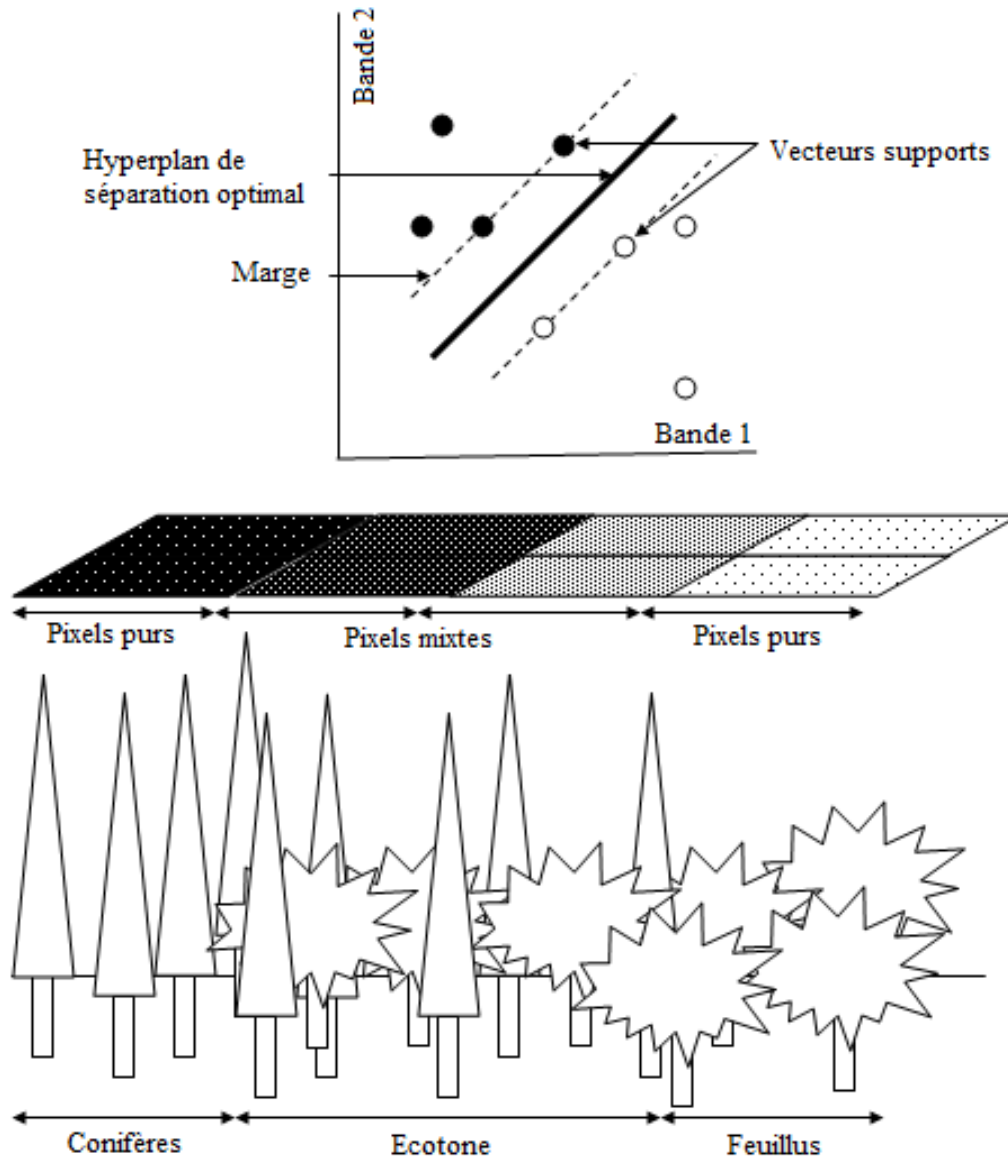 Bande 2
Hyperplan de
séparation optimal
Vecteurs supports
Marge
Bande 1
Pixels purs
Pixels mixtes
Pixels purs
Conifères
Ecotone
Feuillus